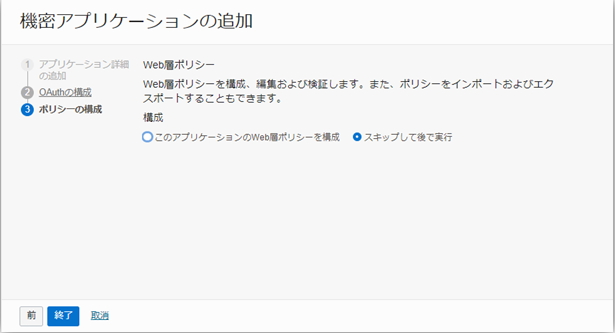 機密アプリケーションの追加
1 アプリケーション詳細
の追加
2 OAuthの構成
3 ポリシーの構成
Web層ポリシー
Web層ポリシーを構成、編集および検証します。また、ポリシーをインポートおよびエク
スポートすることもできます。
構成
このアプリケーションのWeb層ポリシーを構成 スキップして後で実行
前 終了 取消